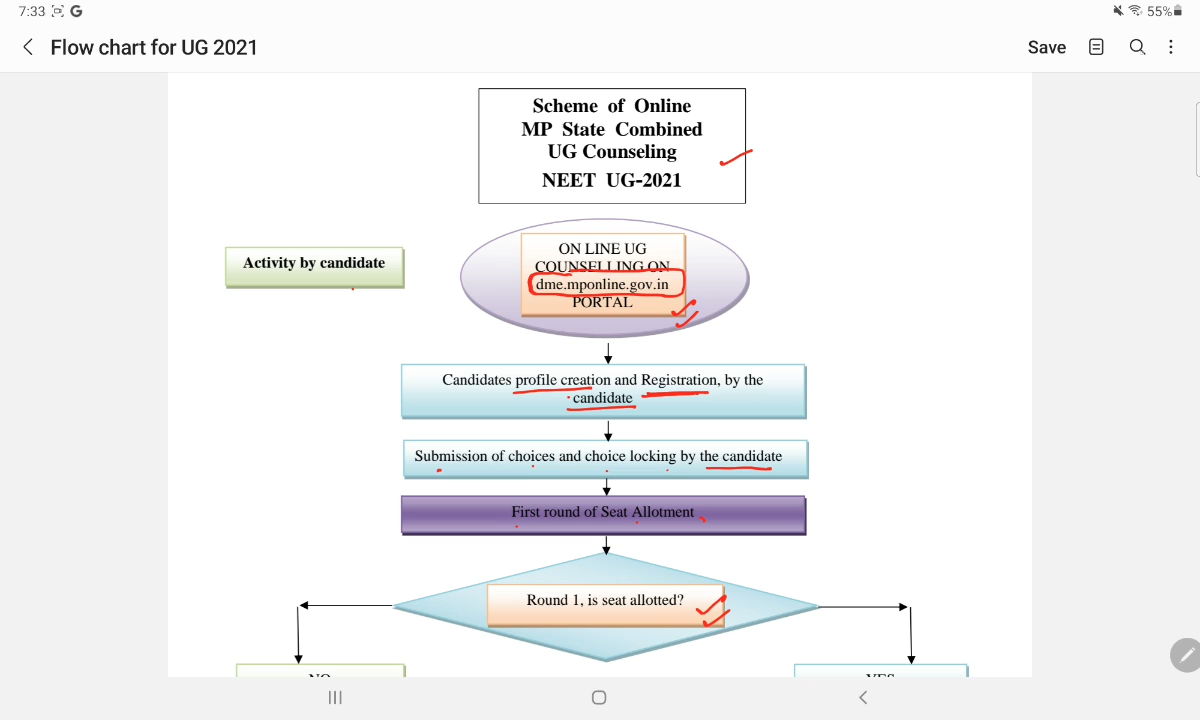 7:33 G 55%
Flow chart for UG 2021 Save
Scheme of Online
MP State Combined
UG Counseling
NEET UG-2021
Activity by candidate
ON LINE UG
COUNSELLING ON
dme.mponline.gov.in
PORTAL
Candidates profile creation and Registration, by the
candidate
Submission of choices and choice locking by the candidate
First round of Seat Allotment
Round 1, is seat allotted?
NO YES